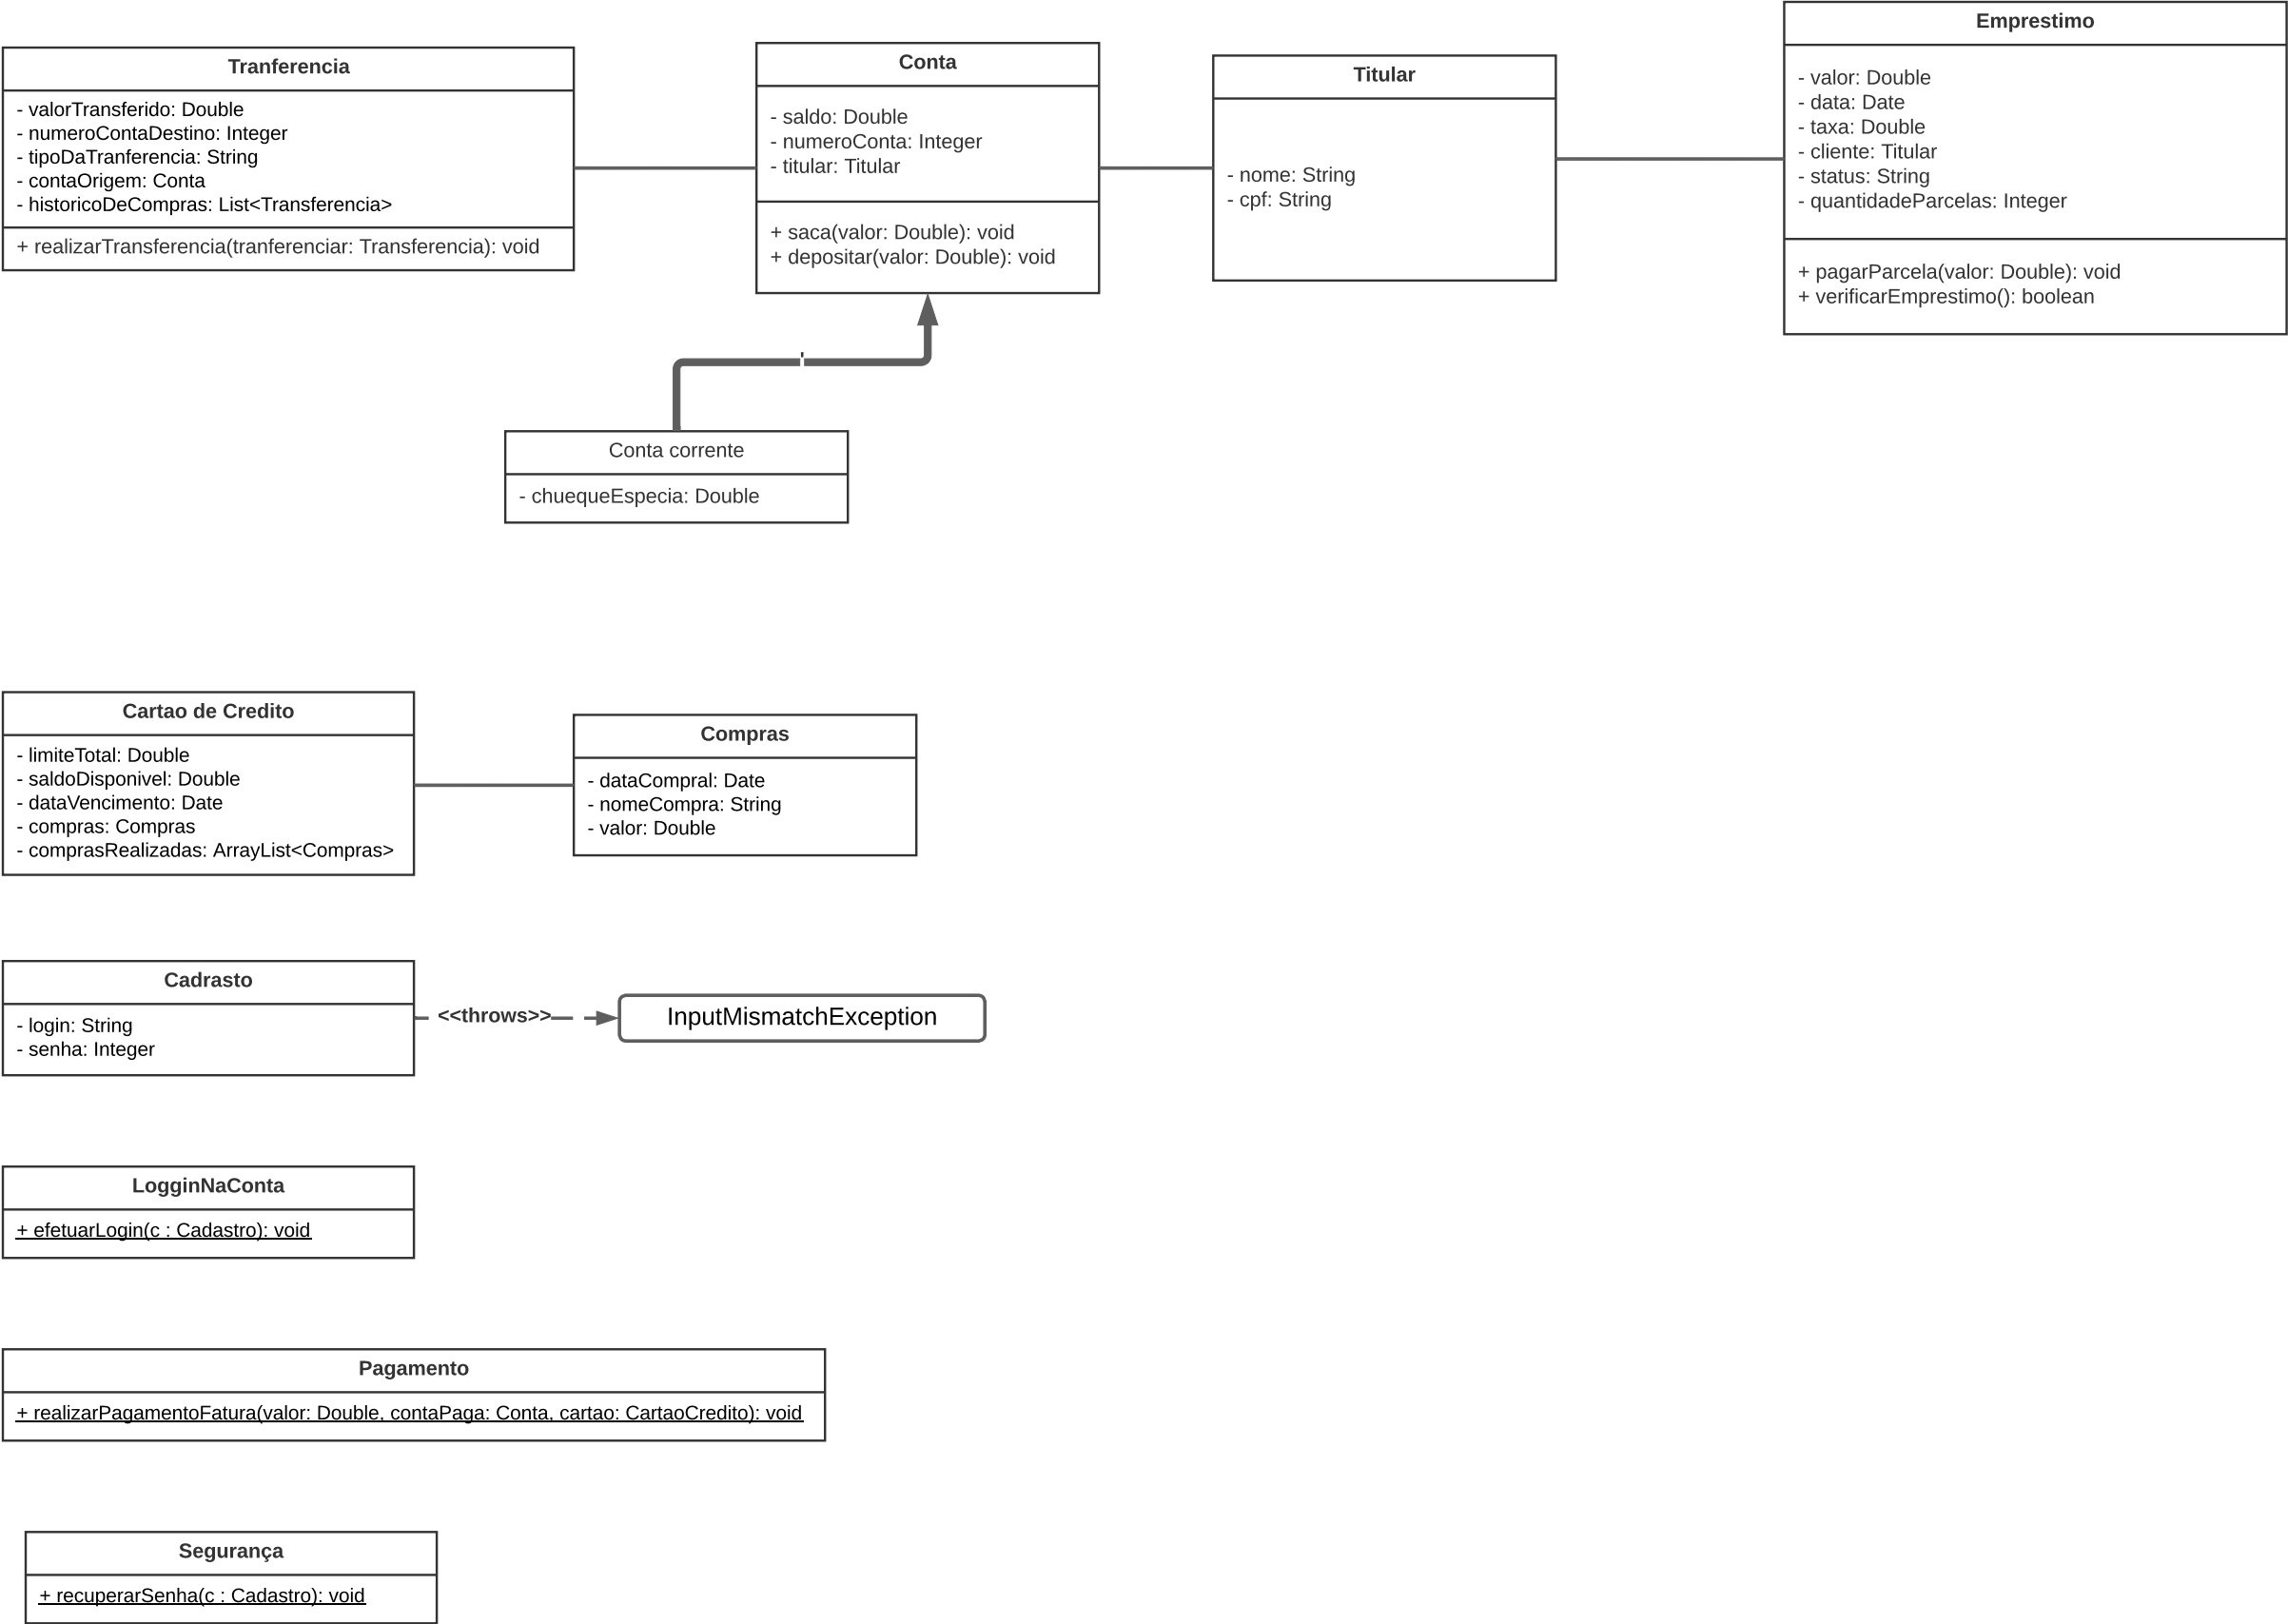 Tranferencia
- valorTransferido: Double
- numeroContaDestino: Integer
- tipoDaTranferencia: String
- contaOrigem: Conta
- historicoDeCompras: List<Transferencia>
+ realizarTransferencia(tranferenciar: Transferencia): void
Conta
- saldo: Double
- numeroConta: Integer
- titular: Titular
+ saca(valor: Double): void
+ depositar(valor: Double): void
Titular
- nome: String
- cpf: String
Emprestimo
- valor: Double
- data: Date
- taxa: Double
- cliente: Titular
- status: String
- quantidadeParcelas: Integer
+ pagarParcela(valor: Double): void
+ verificarEmprestimo(): boolean
'
Conta corrente
- chuequeEspecia: Double
Cartao de Credito
- limiteTotal: Double
- saldoDisponivel: Double
- dataVencimento: Date
- compras: Compras
- comprasRealizadas: ArrayList<Compras>
Compras
- dataCompral: Date
- nomeCompra: String
- valor: Double
Cadrasto
- login: String
- senha: Integer
<<throws>>
InputMismatchException
LogginNaConta
+ efetuarLogin(c : Cadastro): void
Pagamento
+ realizarPagamentoFatura(valor: Double, contaPaga: Conta, cartao: CartaoCredito): void
Segurança
+ recuperarSenha(c : Cadastro): void